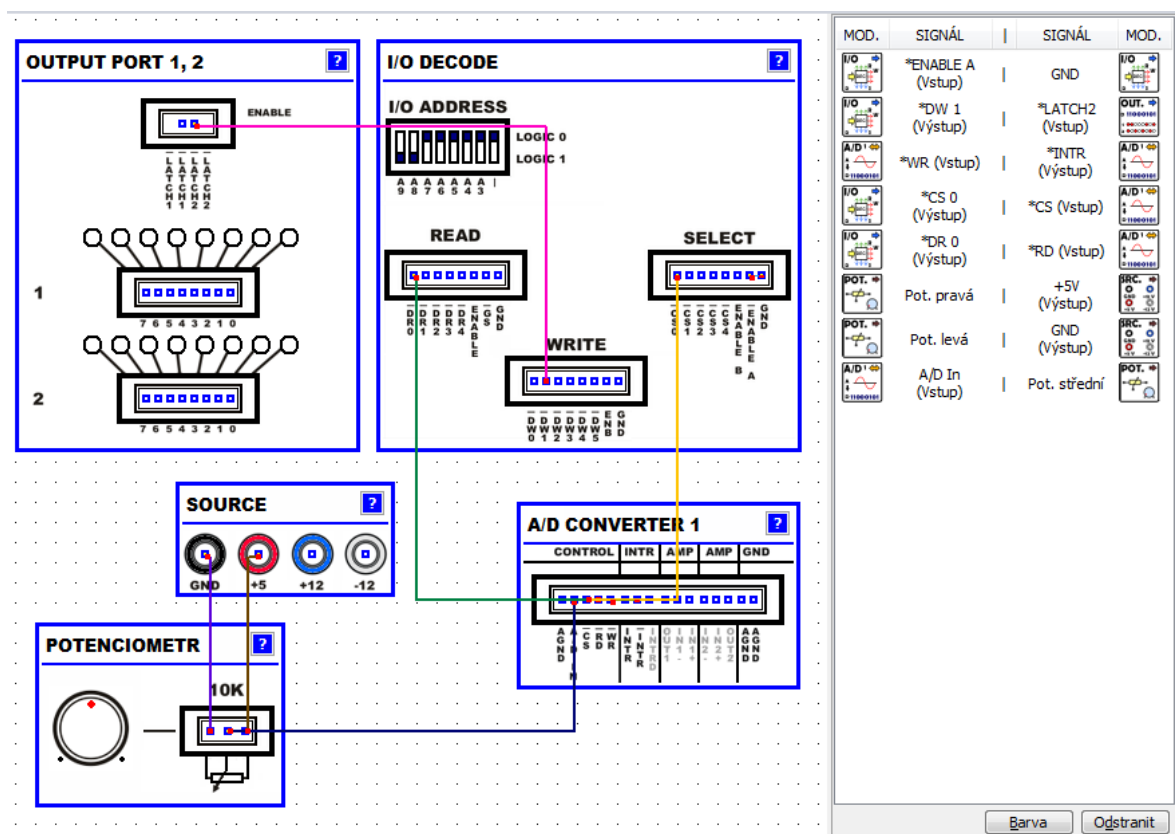 OUTPUT PORT 1, 2
?
ENABLE
LATCH1
LATCH1
LATCH2
LATCH2
1
7 6 5 4 3 2 1 0
2
7 6 5 4 3 2 1 0
I/O DECODE
?
I/O ADDRESS
LOGIC 0
LOGIC 1
A9 A8 A7 A6 A5 A4 A3 |
READ
DR0 DR1 DR2 DR3 DR4 ENABLE GS GND
SELECT
CS0 CS1 CS2 CS3 CS4 ENABLE B ENABLE A GND
WRITE
DW0 DW1 DW2 DW3 DW4 DW5 ENB GND
SOURCE
?
GND +5 +12 -12
POTENCIOMETR
?
10K
A/D CONVERTER 1
?
CONTROL INTR AMP AMP GND
AGND A/D IN CS RD WR INTR INTR INTRD OUT1 IN1- IN1+ IN2- IN2+ OUT2 AGND AGND
MOD. SIGNÁL | SIGNÁL MOD.
*ENABLE A (Vstup) | GND
*DW 1 (Výstup) | *LATCH2 (Vstup)
*WR (Vstup) | *INTR (Výstup)
*CS 0 (Výstup) | *CS (Vstup)
*DR 0 (Výstup) | *RD (Vstup)
Pot. pravá | +5V (Výstup)
Pot. levá | GND (Výstup)
A/D In (Vstup) | Pot. střední
Barva Odstranit